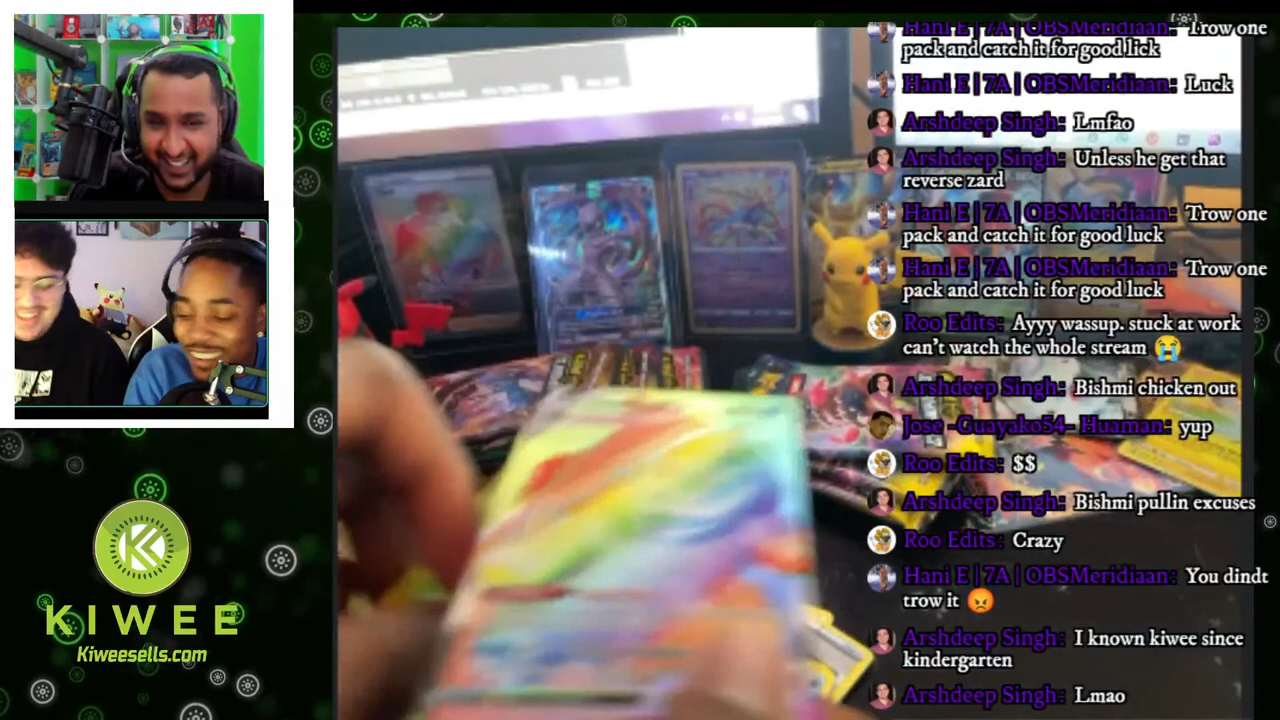 Hani E | 7A | OBSMeridiaan: Trow one
pack and catch it for good lick
Hani E | 7A | OBSMeridiaan: Luck
Arshdeep Singh: Lmfao
Arshdeep Singh: Unless he get that
reverse zard
Hani E | 7A | OBSMeridiaan: Trow one
pack and catch it for good luck
Hani E | 7A | OBSMeridiaan: Trow one
pack and catch it for good luck
Roo Edits: Ayyy wassup. stuck at work
can't watch the whole stream 😭
Arshdeep Singh: Bishmi chicken out
Jose -Guayako54- Huaman: yup
Roo Edits: $$
Arshdeep Singh: Bishmi pullin excuses
Roo Edits: Crazy
Hani E | 7A | OBSMeridiaan: You dindt
trow it 😡
Arshdeep Singh: I known kiwee since
kindergarten
Arshdeep Singh: Lmao
K
KIWEE
Kiweesells.com